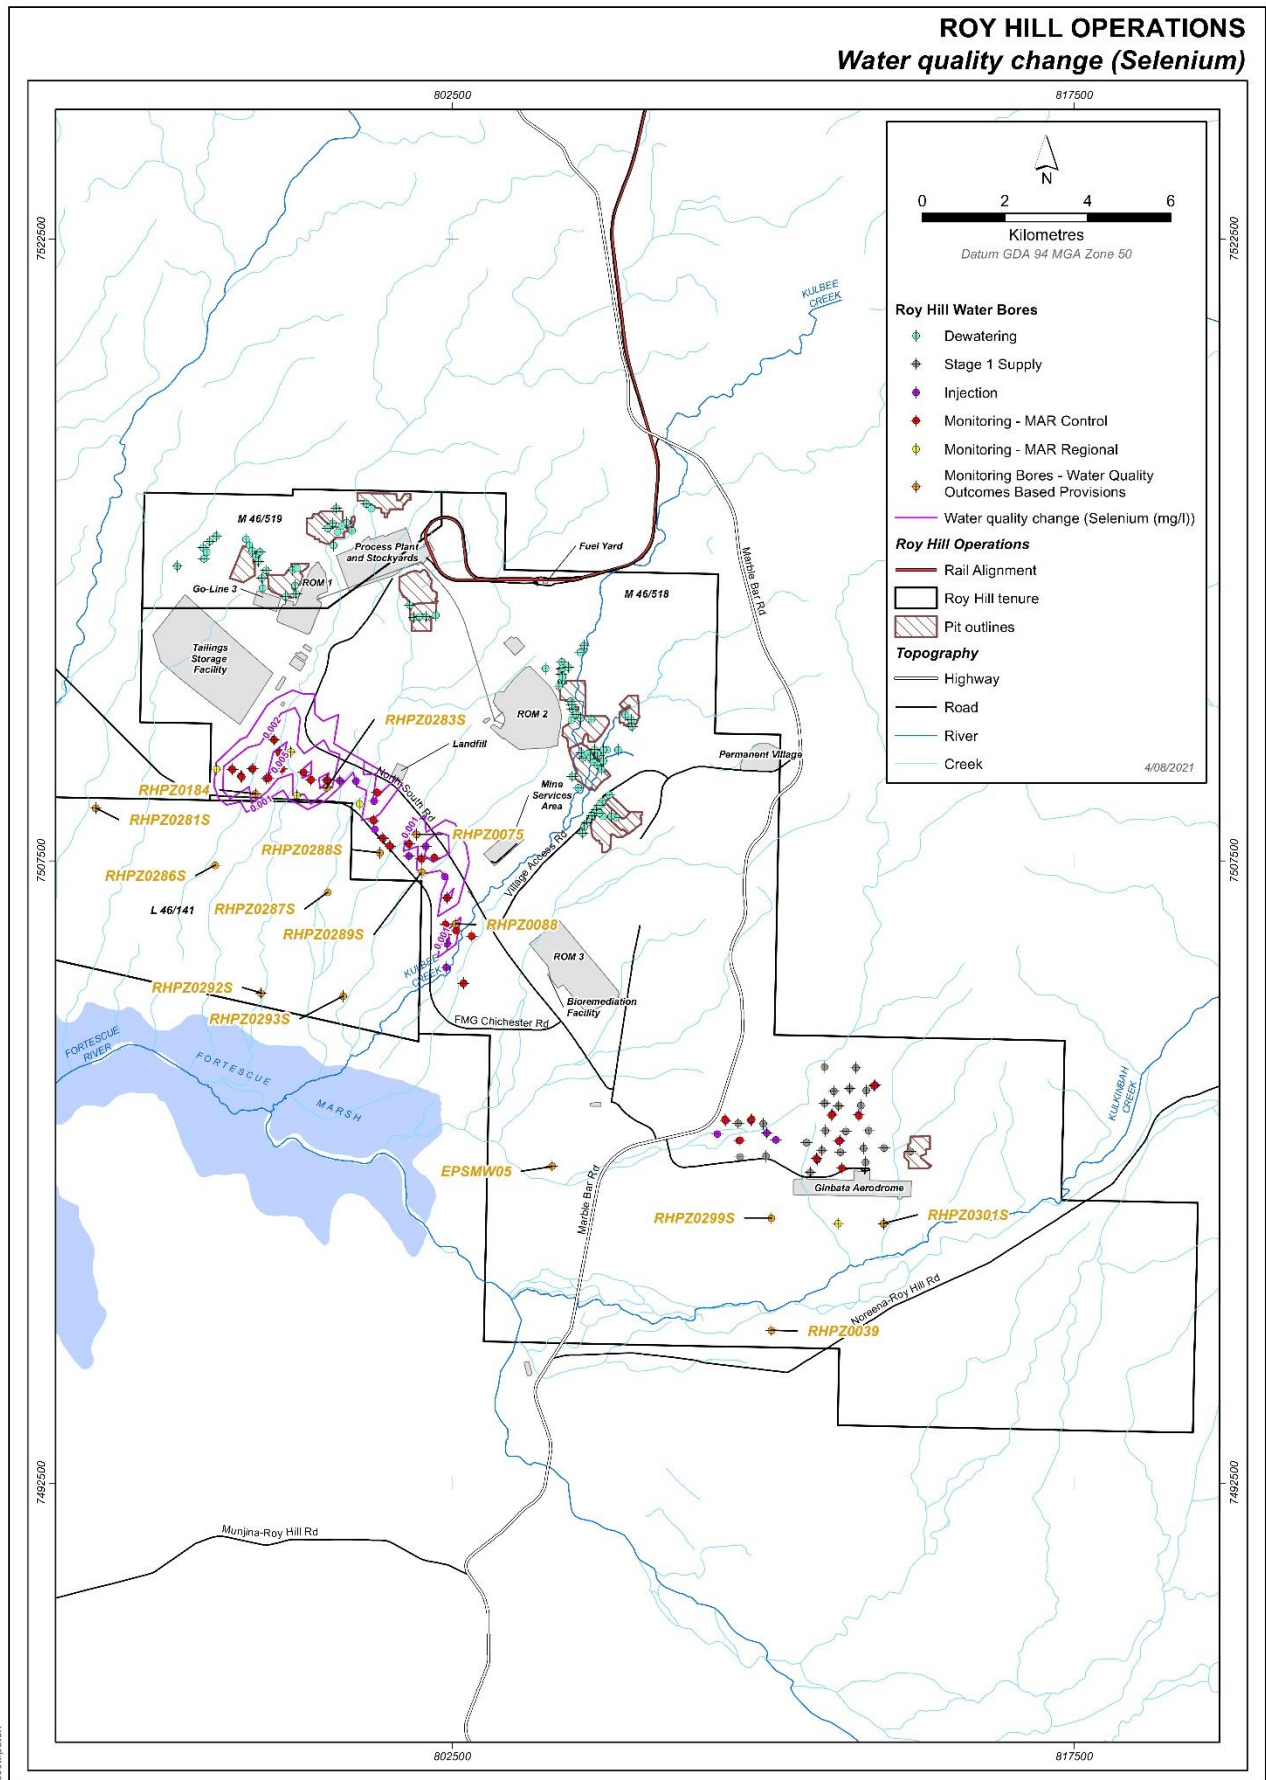 ROY HILL OPERATIONS
Water quality change (Selenium)
802500
817500
7522500
7522500
N
0 2 4 6
Kilometres
Datum GDA 94 MGA Zone 50
Roy Hill Water Bores
Dewatering
Stage 1 Supply
Injection
Monitoring - MAR Control
Monitoring - MAR Regional
Monitoring Bores - Water Quality
Outcomes Based Provisions
Water quality change (Selenium (mg/l))
Roy Hill Operations
Rail Alignment
Roy Hill tenure
Pit outlines
Topography
Highway
Road
River
Creek
4/08/2021
KULBEE
CREEK
M 46/519
Process Plant
and Stockyards
Fuel Yard
Marble Bar Rd
ROM 1
Go-Line 3
M 46/518
Tailings
Storage
Facility
ROM 2
RHPZ0283S
0.002
0.005
Landfill
Permanent Village
North South Rd
Mine
Services
Area
RHPZ0184
0.001
RHPZ0281S
0.001
RHPZ0075
RHPZ0288S
Village Access Rd
7507500
7507500
RHPZ0286S
L 46/141
RHPZ0287S
RHPZ0289S
RHPZ0088
0.001
KULBEE
CREEK
ROM 3
RHPZ0292S
RHPZ0293S
Bioremediation
Facility
FMG Chichester Rd
FORTESCUE
RIVER
FORTESCUE
MARSH
KULKINBAH
CREEK
EPSMW05
Marble Bar Rd
Ginbata Aerodrome
RHPZ0299S
RHPZ0301S
Noreena-Roy Hill Rd
RHPZ0039
7492500
7492500
Munjina-Roy Hill Rd
802500
817500